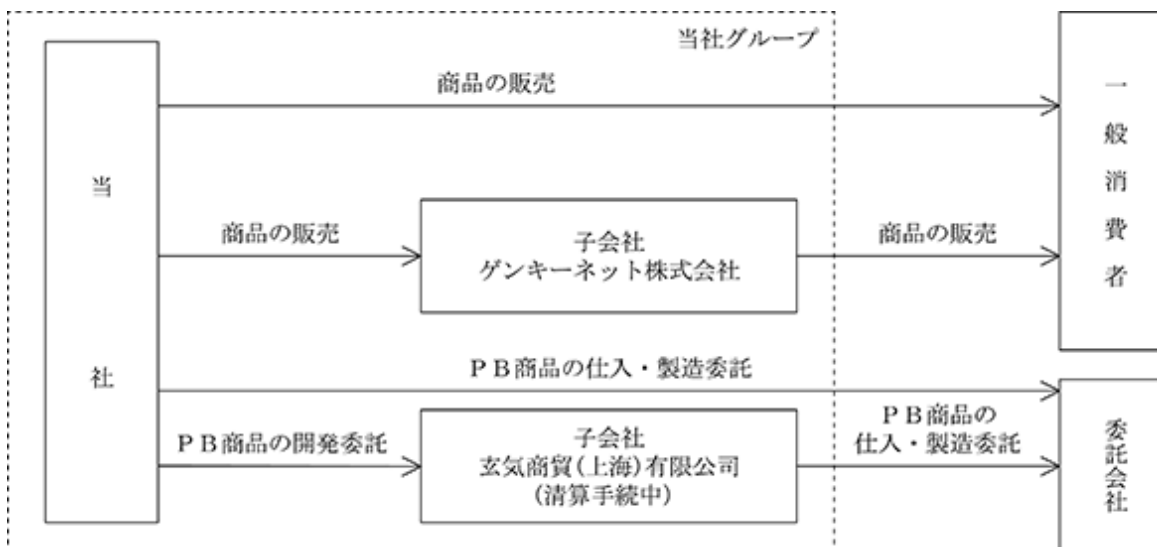 当社グループ
当社
商品の販売
一般消費者
商品の販売
子会社
ゲンキーネット株式会社
商品の販売
ＰＢ商品の仕入・製造委託
ＰＢ商品の開発委託
子会社
玄気商貿(上海)有限公司
(清算手続中)
ＰＢ商品の
仕入・製造委託
委託会社